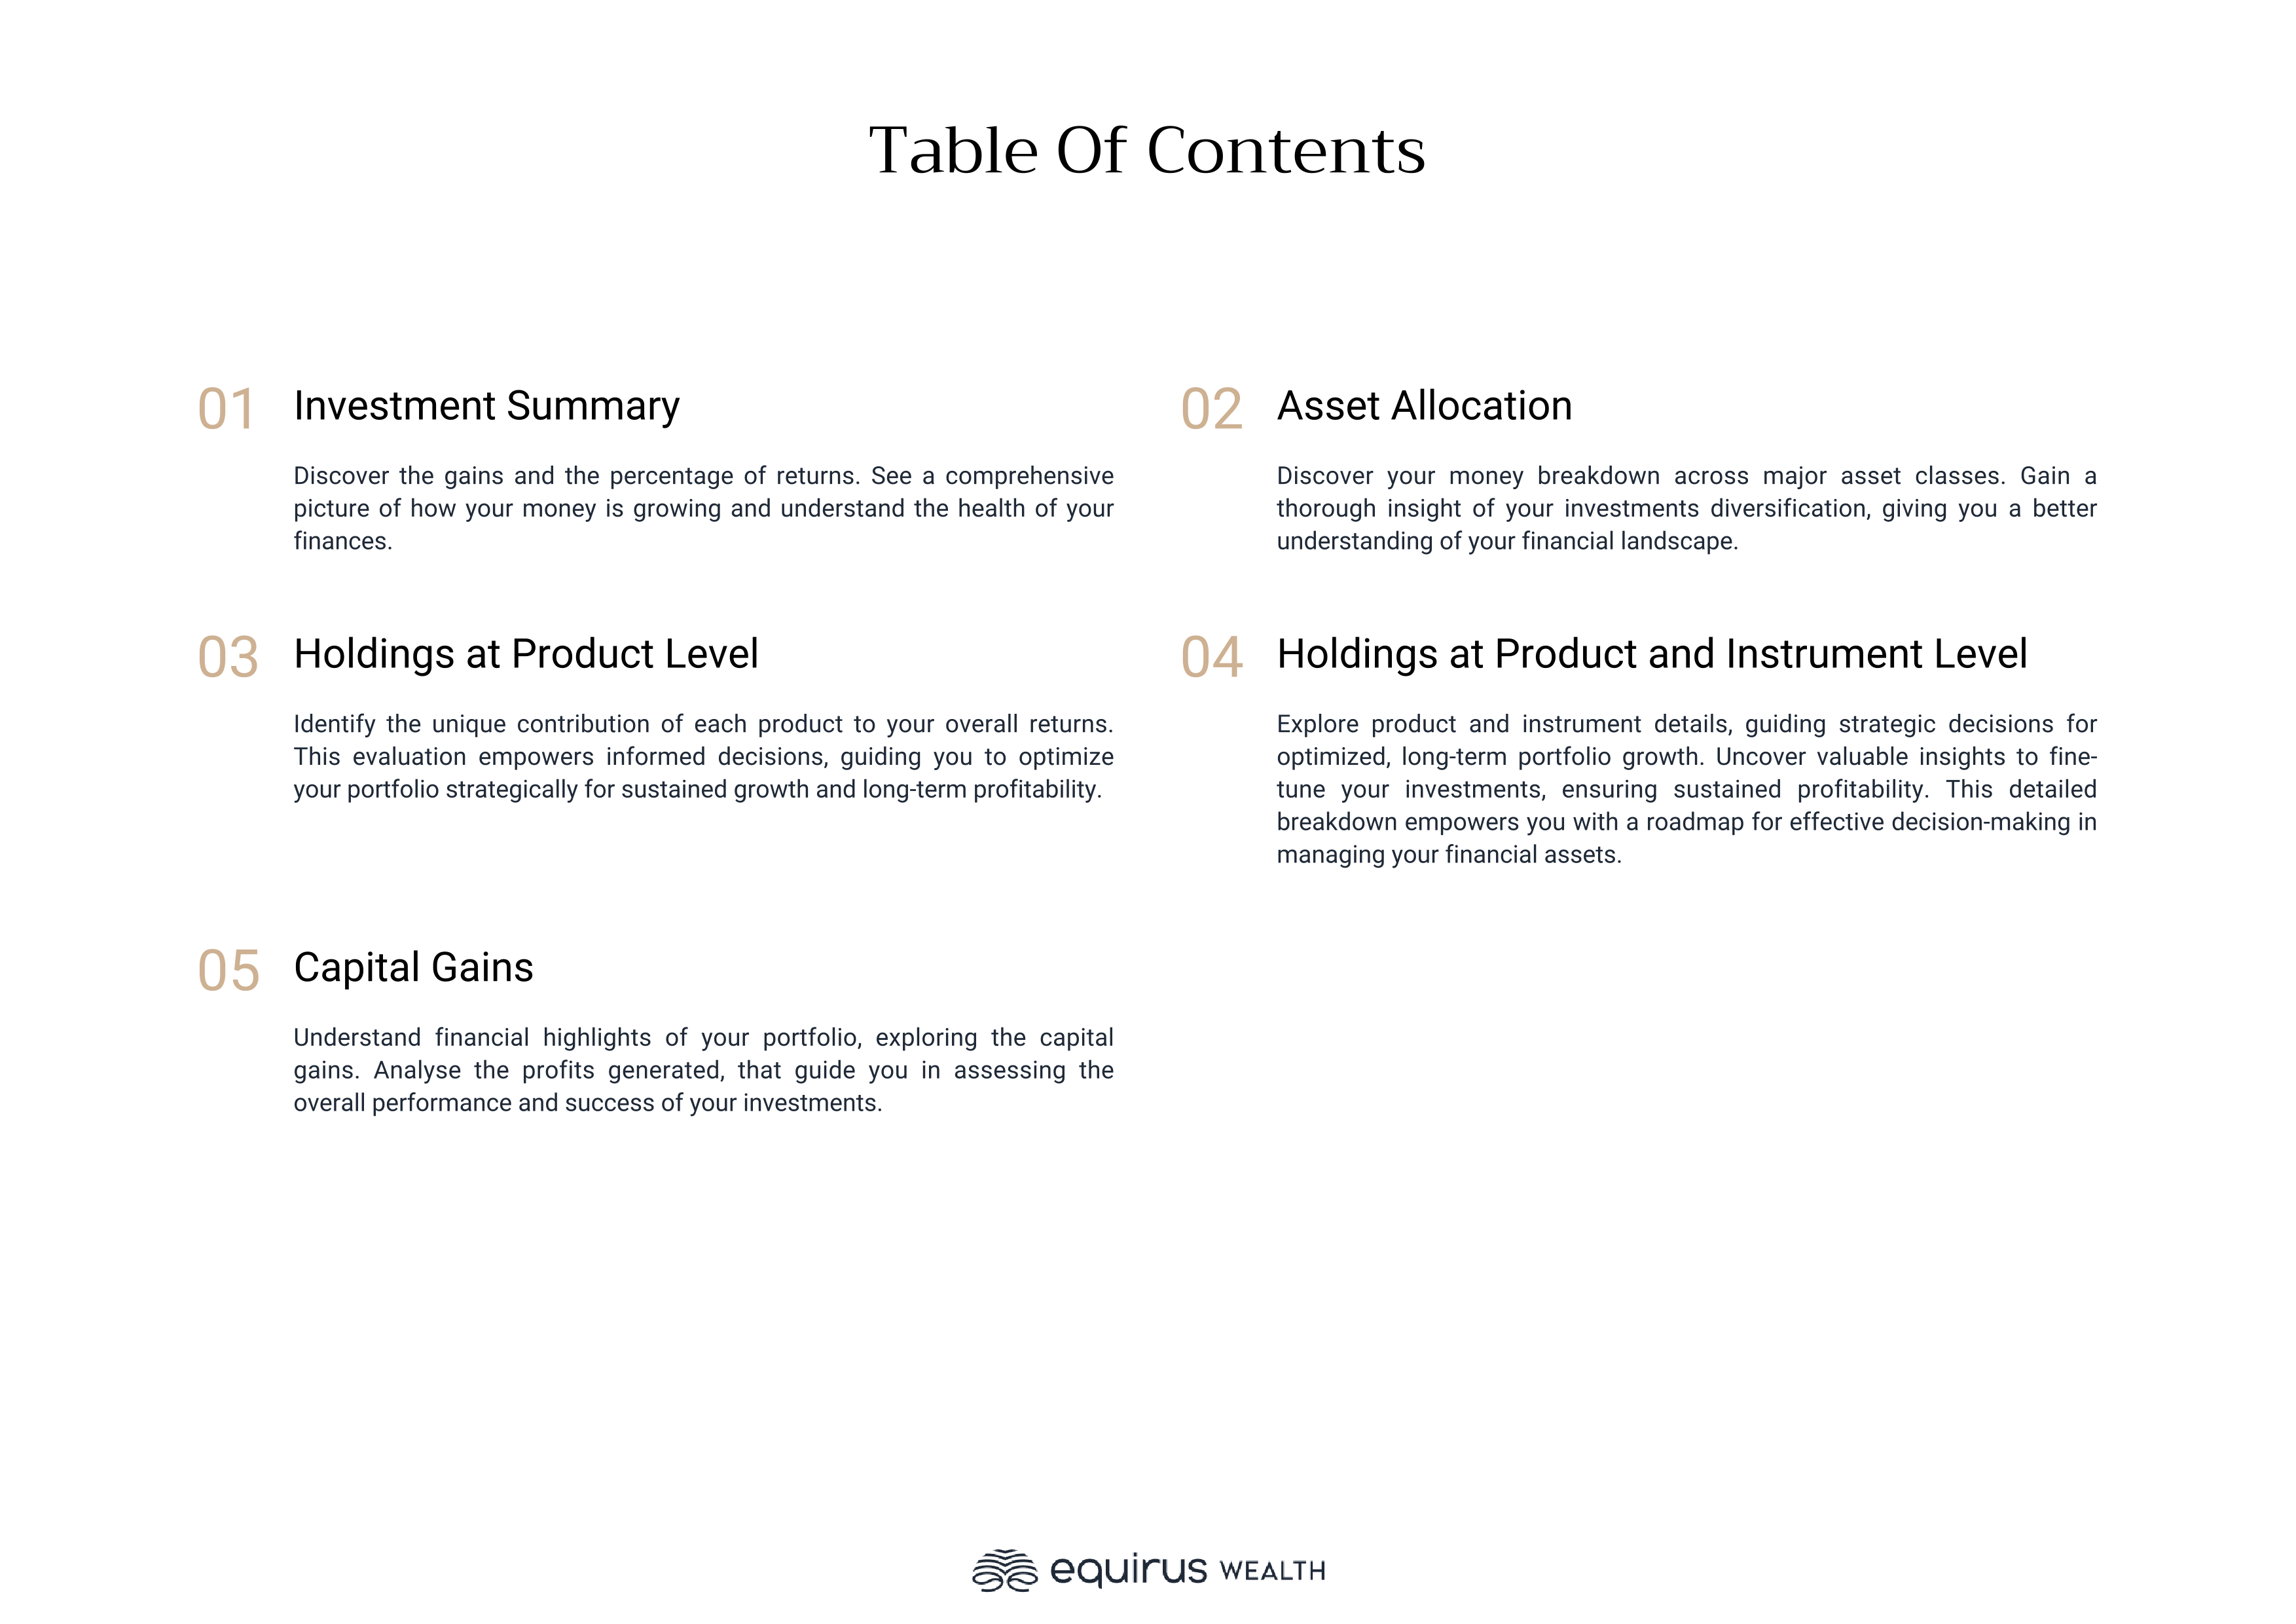 Table Of Contents
01 Investment Summary
Discover the gains and the percentage of returns. See a comprehensive
picture of how your money is growing and understand the health of your
finances.
02 Asset Allocation
Discover your money breakdown across major asset classes. Gain a
thorough insight of your investments diversification, giving you a better
understanding of your financial landscape.
03 Holdings at Product Level
Identify the unique contribution of each product to your overall returns.
This evaluation empowers informed decisions, guiding you to optimize
your portfolio strategically for sustained growth and long-term profitability.
04 Holdings at Product and Instrument Level
Explore product and instrument details, guiding strategic decisions for
optimized, long-term portfolio growth. Uncover valuable insights to fine-
tune your investments, ensuring sustained profitability. This detailed
breakdown empowers you with a roadmap for effective decision-making in
managing your financial assets.
05 Capital Gains
Understand financial highlights of your portfolio, exploring the capital
gains. Analyse the profits generated, that guide you in assessing the
overall performance and success of your investments.
equirus WEALTH